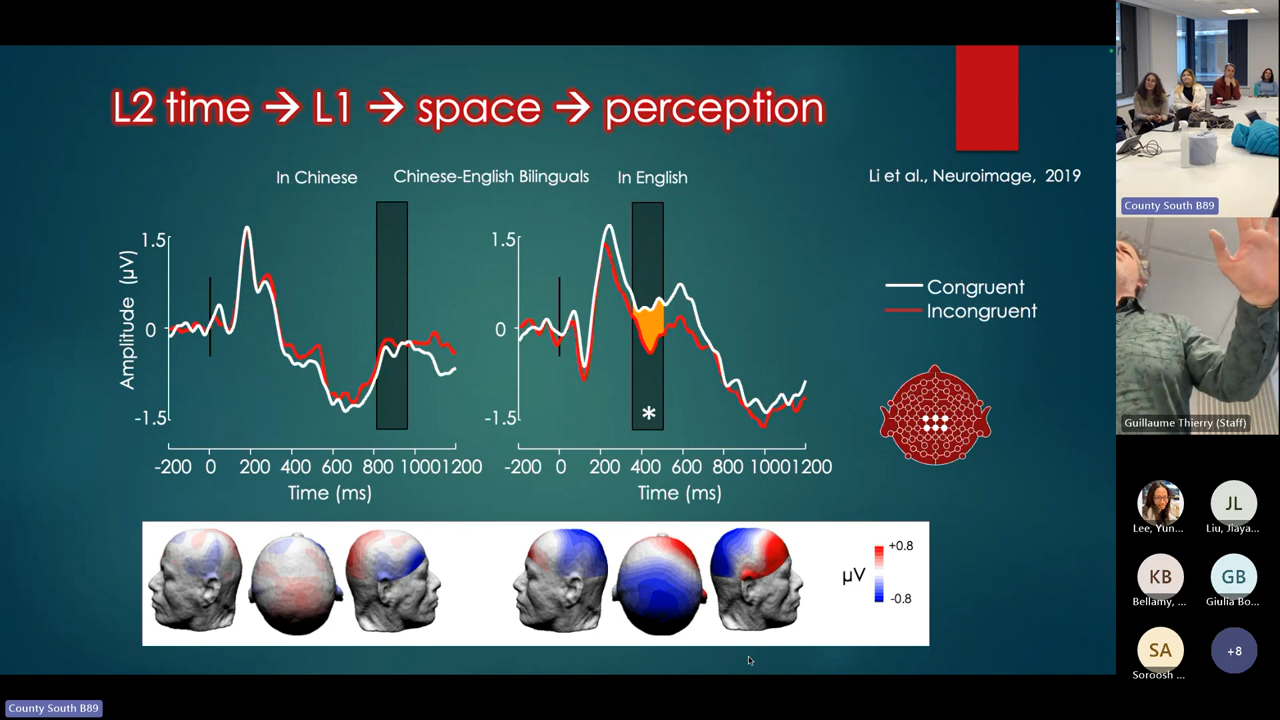 L2 time → L1 → space → perception
In Chinese
Chinese-English Bilinguals
In English
Li et al., Neuroimage, 2019
Amplitude (μV)
1.5
0
-1.5
-200 0 200 400 600 800 1000 1200
Time (ms)
1.5
0
-1.5
*
-200 0 200 400 600 800 1000 1200
Time (ms)
Congruent
Incongruent
μV
+0.8
-0.8
County South B89
Guillaume Thierry (Staff)
Lee, Yun...
JL
Liu, Jiaya...
KB
Bellamy, ...
GB
Giulia Bo...
SA
Soroosh ...
+8
County South B89